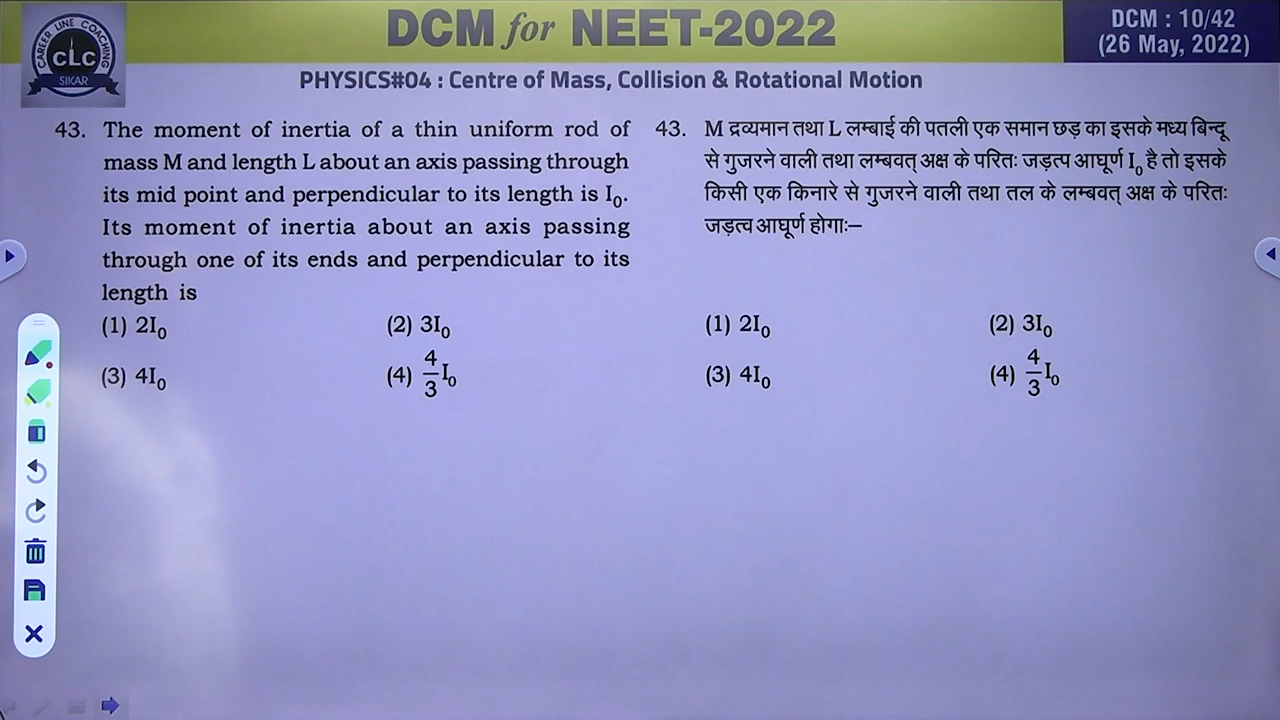 DCM for NEET-2022
DCM : 10/42
(26 May, 2022)
CAREER LINE COACHING
CLC
SIKAR
PHYSICS#04 : Centre of Mass, Collision & Rotational Motion
43. The moment of inertia of a thin uniform rod of
mass M and length L about an axis passing through
its mid point and perpendicular to its length is I₀.
Its moment of inertia about an axis passing
through one of its ends and perpendicular to its
length is
(1) 2I₀ (2) 3I₀
(3) 4I₀ (4) 4/3 I₀
43. M द्रव्यमान तथा L लम्बाई की पतली एक समान छड़ का इसके मध्य बिन्दू
से गुजरने वाली तथा लम्बवत् अक्ष के परितः जड़त्प आघूर्ण I₀ है तो इसके
किसी एक किनारे से गुजरने वाली तथा तल के लम्बवत् अक्ष के परितः
जड़त्व आघूर्ण होगाः–
(1) 2I₀ (2) 3I₀
(3) 4I₀ (4) 4/3 I₀